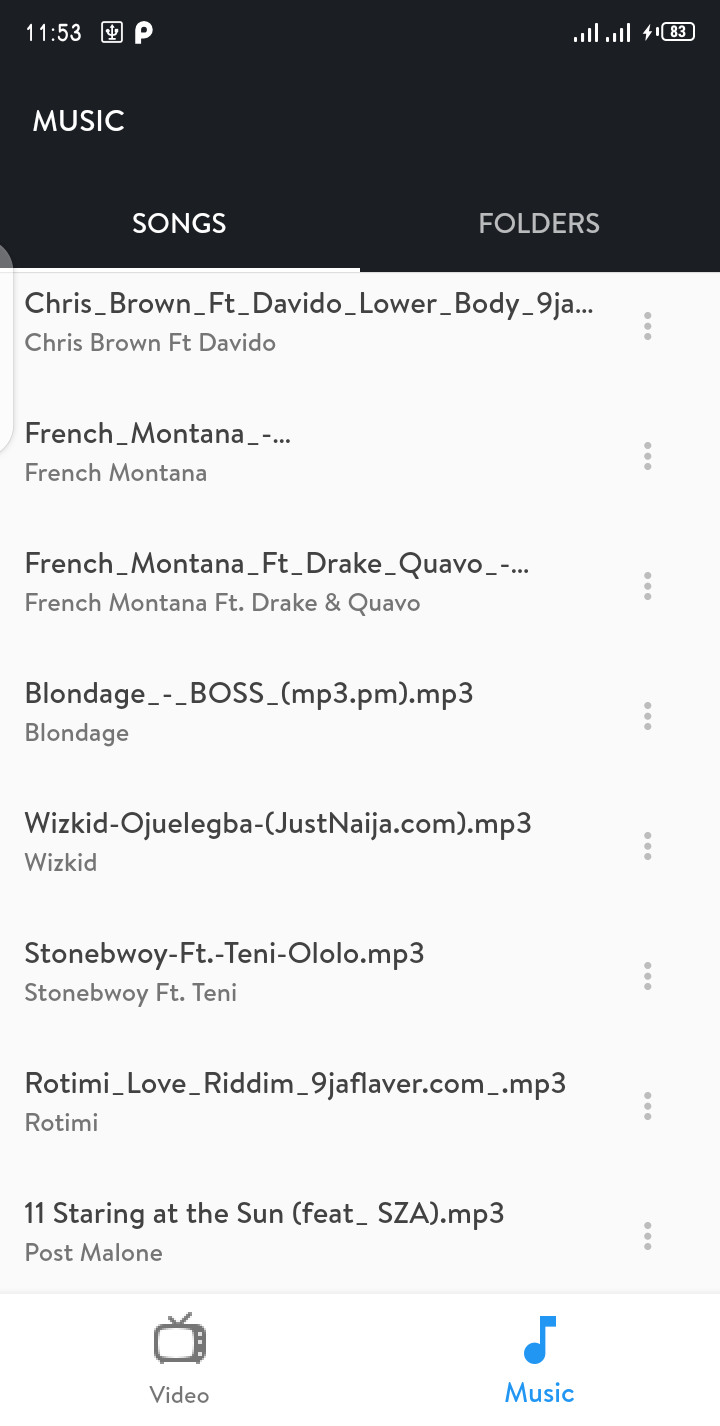 11:53
83
MUSIC
SONGS FOLDERS
Chris_Brown_Ft_Davido_Lower_Body_9ja...
Chris Brown Ft Davido
French_Montana_-...
French Montana
French_Montana_Ft_Drake_Quavo_-...
French Montana Ft. Drake & Quavo
Blondage_-_BOSS_(mp3.pm).mp3
Blondage
Wizkid-Ojuelegba-(JustNaija.com).mp3
Wizkid
Stonebwoy-Ft.-Teni-Ololo.mp3
Stonebwoy Ft. Teni
Rotimi_Love_Riddim_9jaflaver.com_.mp3
Rotimi
11 Staring at the Sun (feat_ SZA).mp3
Post Malone
Video Music